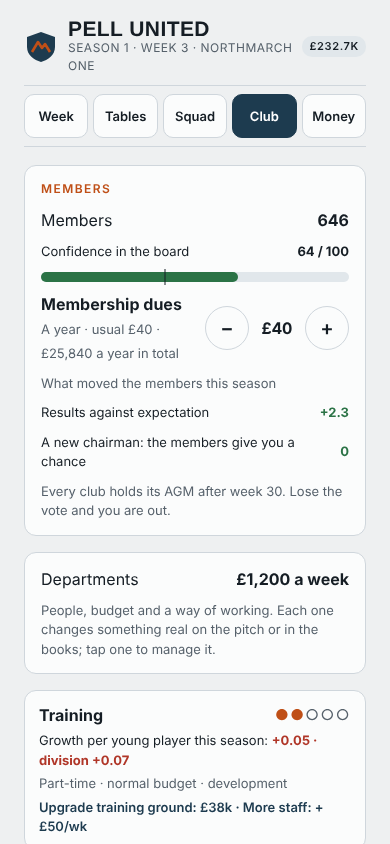 PELL UNITED
SEASON 1 · WEEK 3 · NORTHMARCH
ONE
£232.7K
Week
Tables
Squad
Club
Money
MEMBERS
Members 646
Confidence in the board 64 / 100
Membership dues
A year · usual £40 ·
£25,840 a year in total
− £40 +
What moved the members this season
Results against expectation +2.3
A new chairman: the members give you a
chance
0
Every club holds its AGM after week 30. Lose the
vote and you are out.
Departments £1,200 a week
People, budget and a way of working. Each one
changes something real on the pitch or in the
books; tap one to manage it.
Training
Growth per young player this season: +0.05 ·
division +0.07
Part-time · normal budget · development
Upgrade training ground: £38k · More staff: +
£50/wk